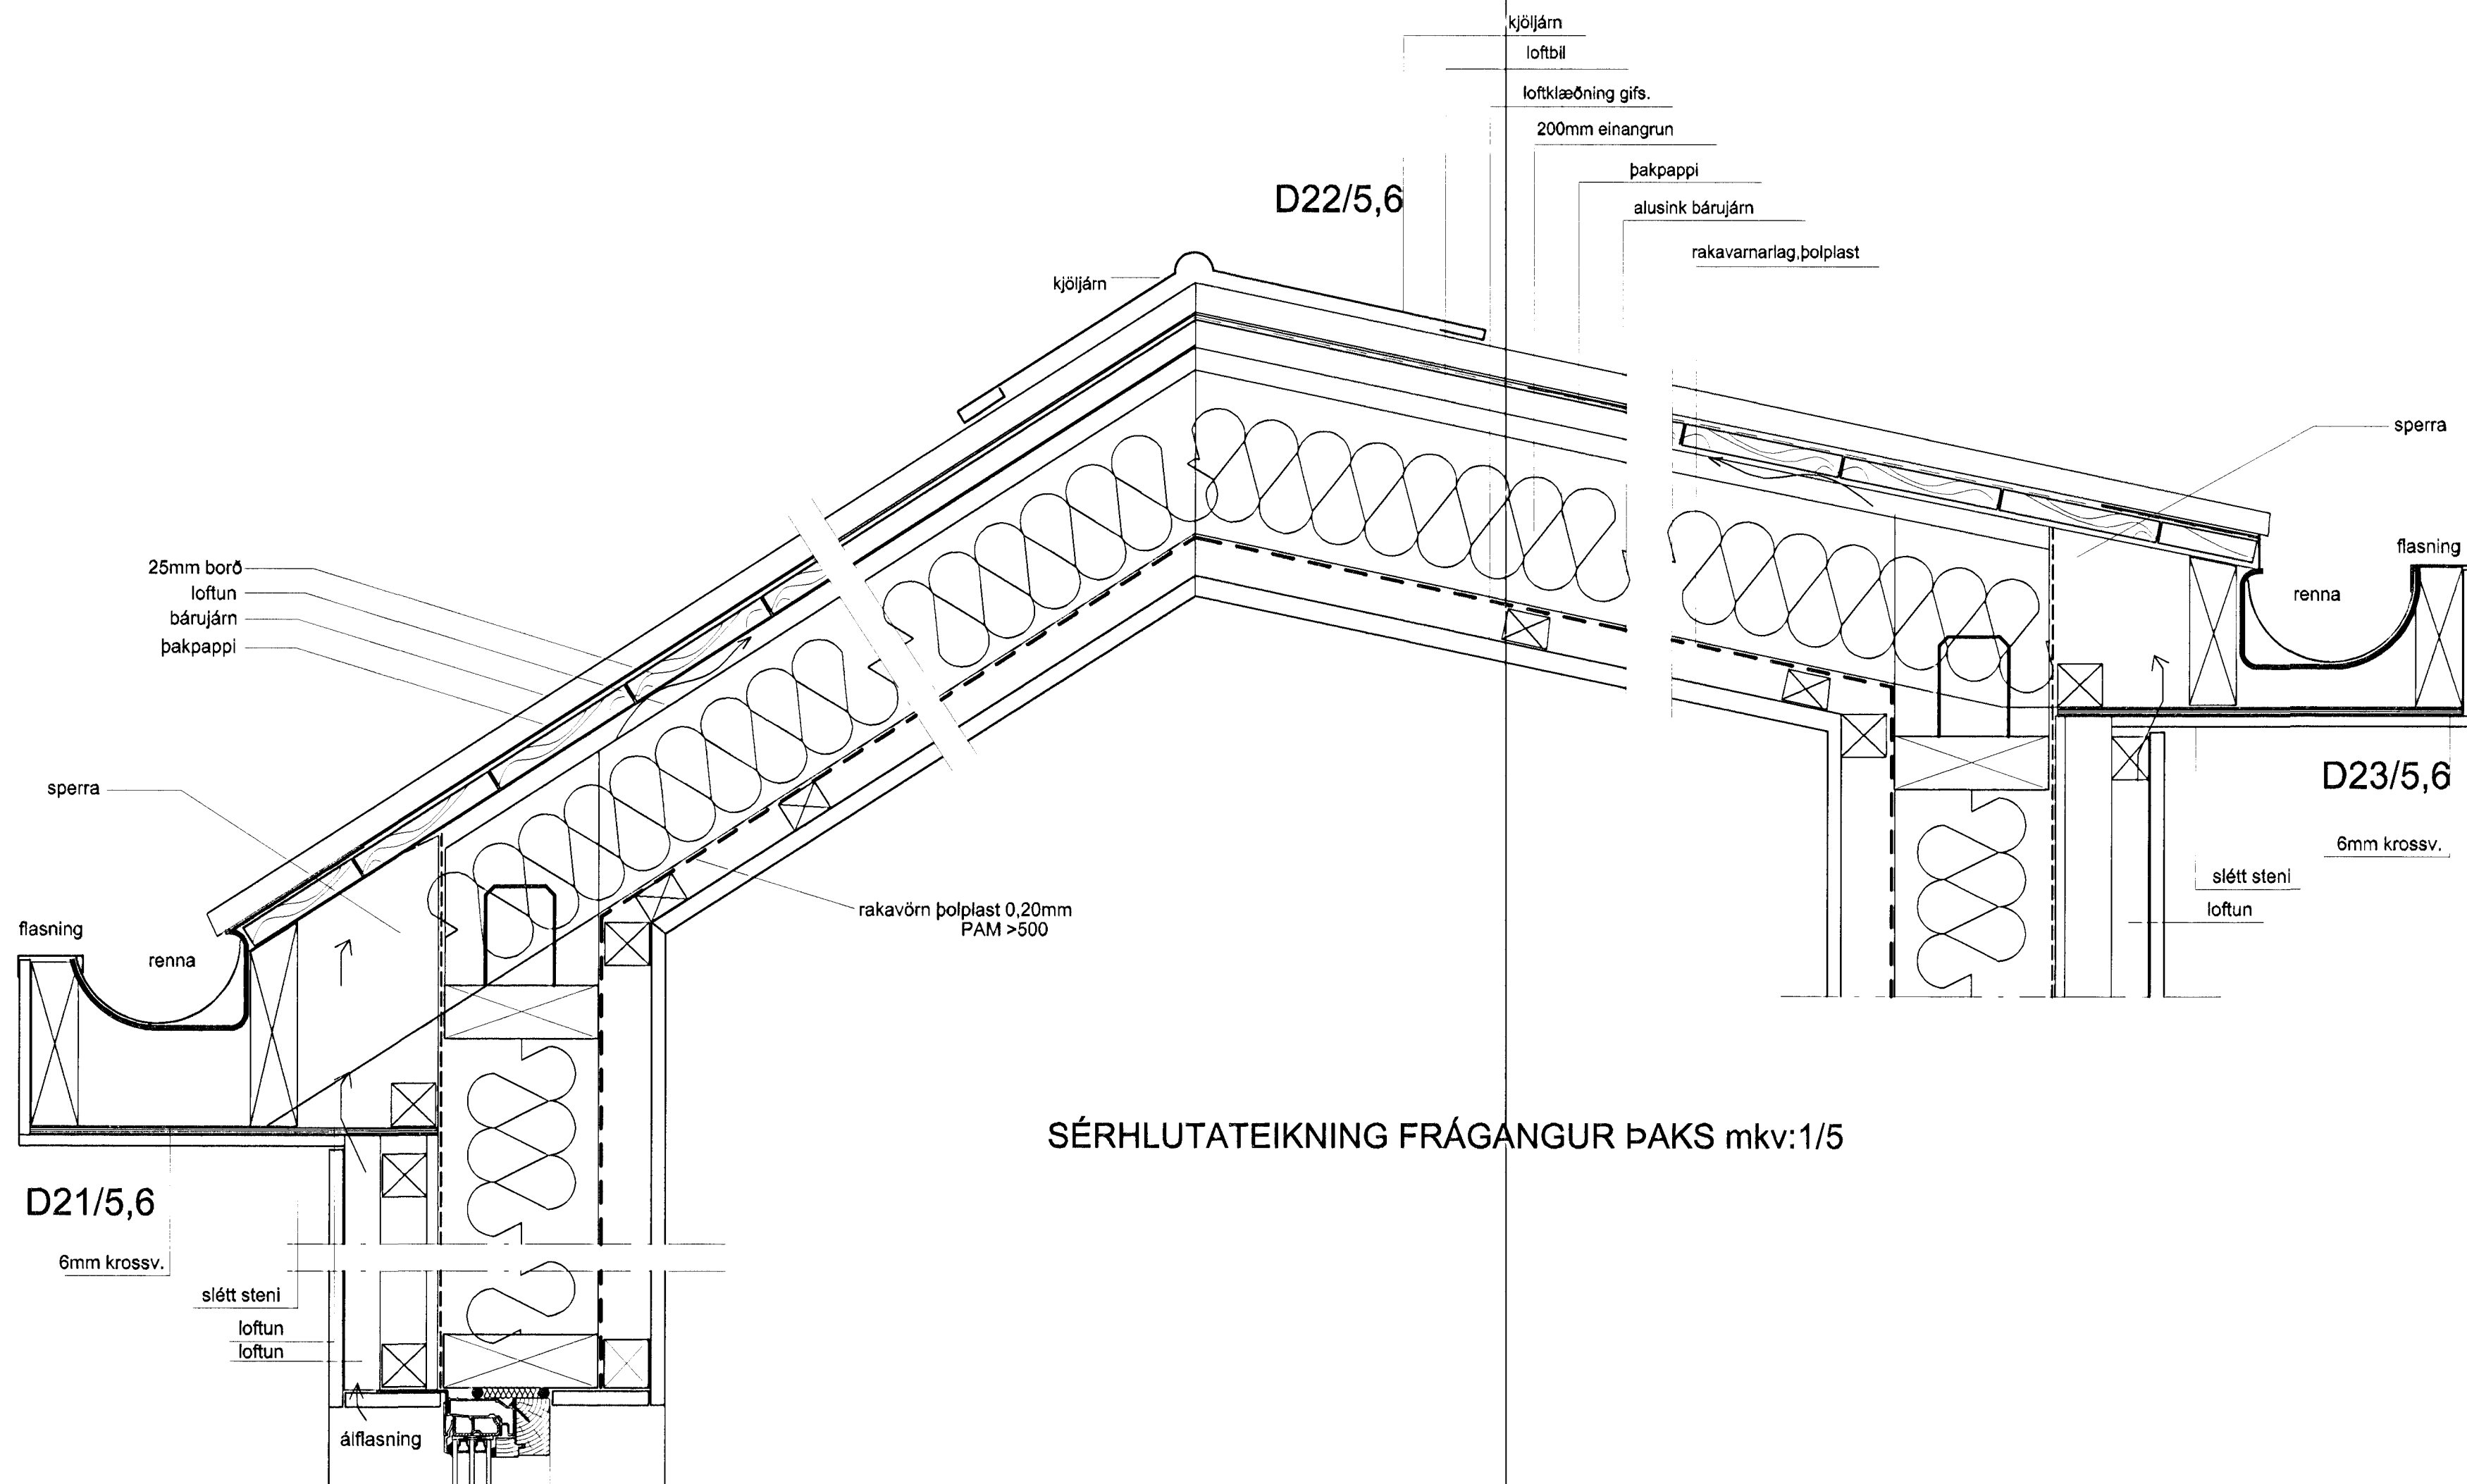 kjöljárn
loftbil
loftklæðning gifs.
200mm einangrun
þakpappi
alusink bárujárn
rakavarnarlag,þolplast
D22/5,6
kjöljárn
sperra
flasning
renna
25mm borð
loftun
bárujárn
þakpappi
sperra
D23/5,6
6mm krossv.
slétt steni
loftun
rakavörn þolplast 0,20mm
PAM >500
flasning
renna
SÉRHLUTATEIKNING FRÁGANGUR ÞAKS mkv:1/5
D21/5,6
6mm krossv.
slétt steni
loftun
loftun
álflasning